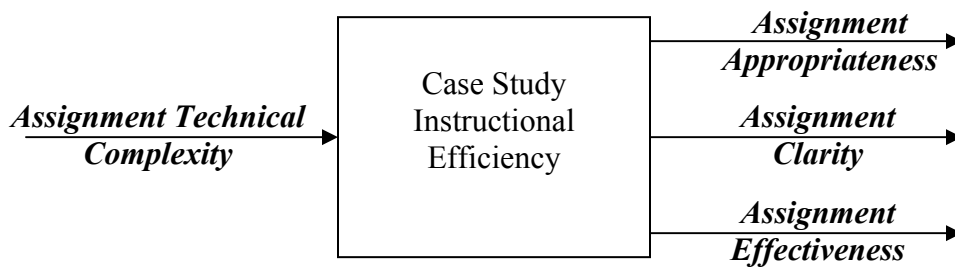 Assignment Technical
Complexity
Case Study
Instructional
Efficiency
Assignment
Appropriateness
Assignment
Clarity
Assignment
Effectiveness